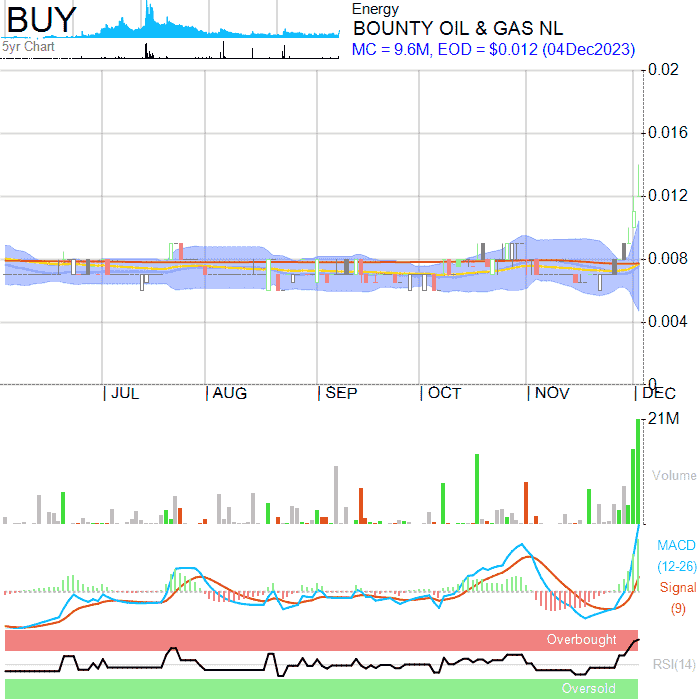 BUY
5yr Chart
Energy
BOUNTY OIL & GAS NL
MC = 9.6M, EOD = $0.012 (04Dec2023)
0.02
0.016
0.012
0.008
0.004
0
JUL AUG SEP OCT NOV DEC
21M
Volume
MACD
(12-26)
Signal
(9)
Overbought
RSI(14)
Oversold